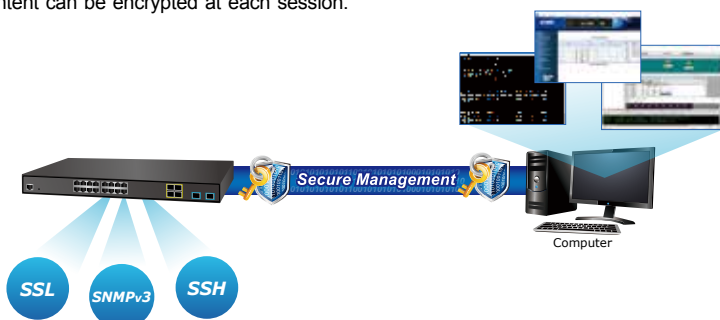 ntent can be encrypted at each session.
Secure Management
Computer
SSL
SNMPv3
SSH